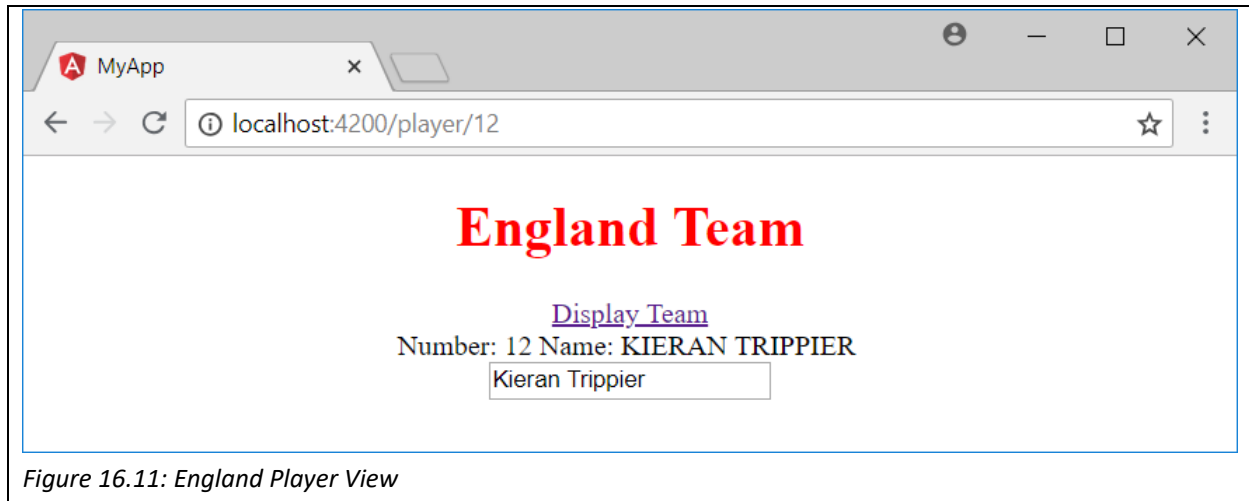 MyApp
localhost:4200/player/12
England Team
Display Team
Number: 12 Name: KIERAN TRIPPIER
Kieran Trippier
Figure 16.11: England Player View